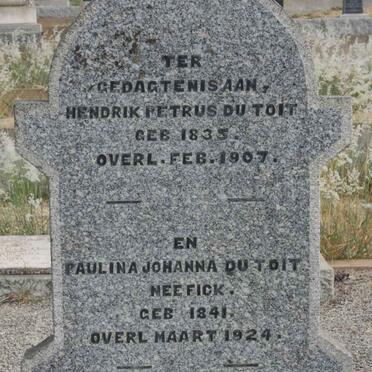 TER
GEDAGTENIS AAN,
HENDRIK PETRUS DU TOIT
GEB 1835.
OVERL. FEB. 1907.
EN
PAULINA JOHANNA DU TOIT
NEE FICK.
GEB 1841.
OVERL MAART 1924.